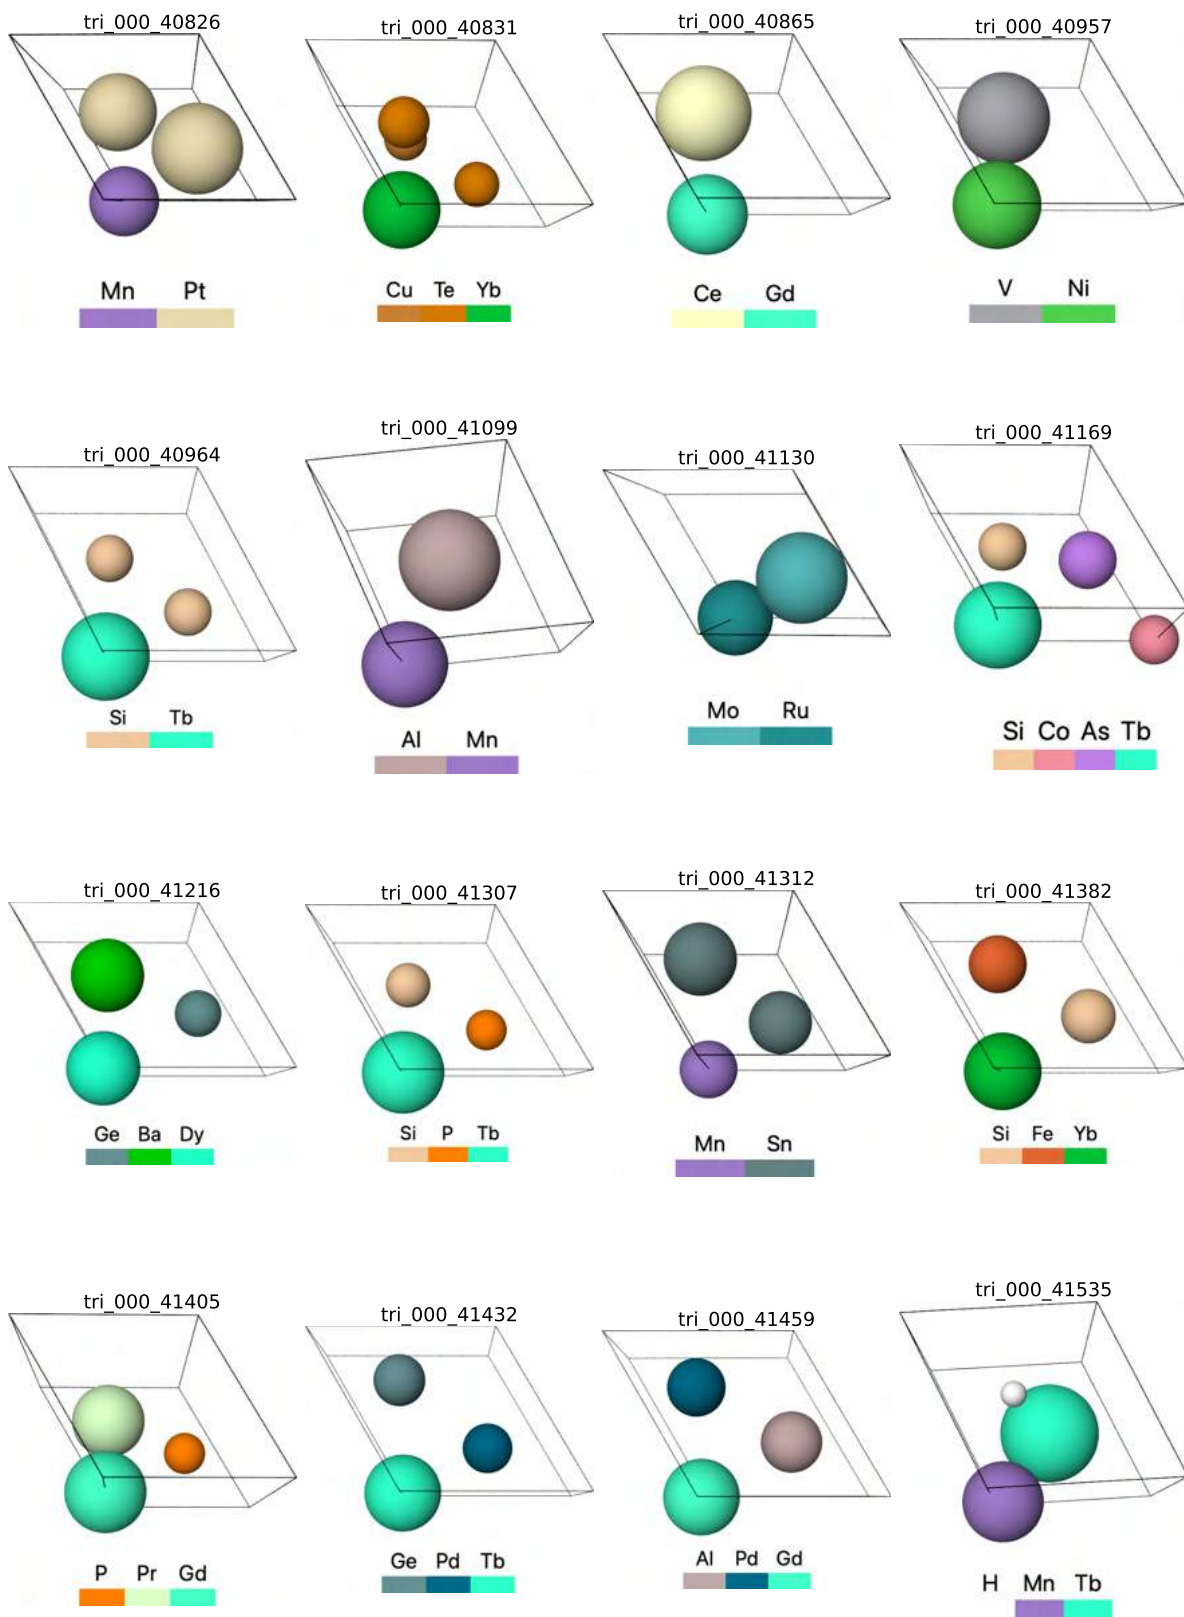 tri_000_40826
tri_000_40831
tri_000_40865
tri_000_40957
Mn Pt
Cu Te Yb
Ce Gd
V Ni
tri_000_40964
tri_000_41099
tri_000_41130
tri_000_41169
Si Tb
Al Mn
Mo Ru
Si Co As Tb
tri_000_41216
tri_000_41307
tri_000_41312
tri_000_41382
Ge Ba Dy
Si P Tb
Mn Sn
Si Fe Yb
tri_000_41405
tri_000_41432
tri_000_41459
tri_000_41535
P Pr Gd
Ge Pd Tb
Al Pd Gd
H Mn Tb